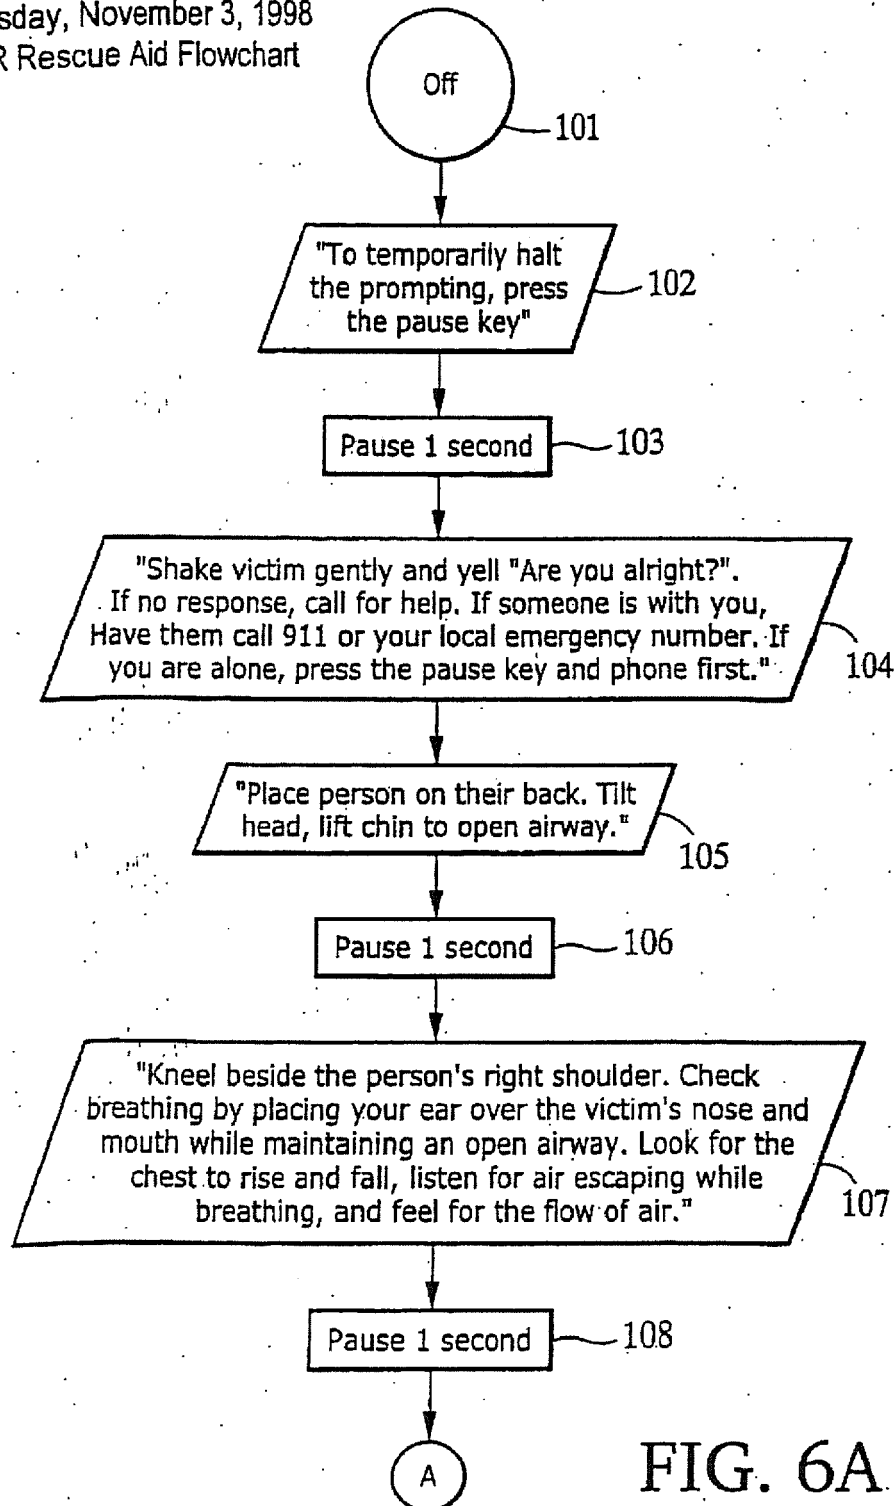 sday, November 3, 1998
R Rescue Aid Flowchart
Off
101
"To temporarily halt
the prompting, press
the pause key"
102
Pause 1 second
103
"Shake victim gently and yell "Are you alright?".
If no response, call for help. If someone is with you,
Have them call 911 or your local emergency number. If
you are alone, press the pause key and phone first."
104
"Place person on their back. Tilt
head, lift chin to open airway."
105
Pause 1 second
106
"Kneel beside the person's right shoulder. Check
breathing by placing your ear over the victim's nose and
mouth while maintaining an open airway. Look for the
chest to rise and fall, listen for air escaping while
breathing, and feel for the flow of air."
107
Pause 1 second
108
A
FIG. 6A